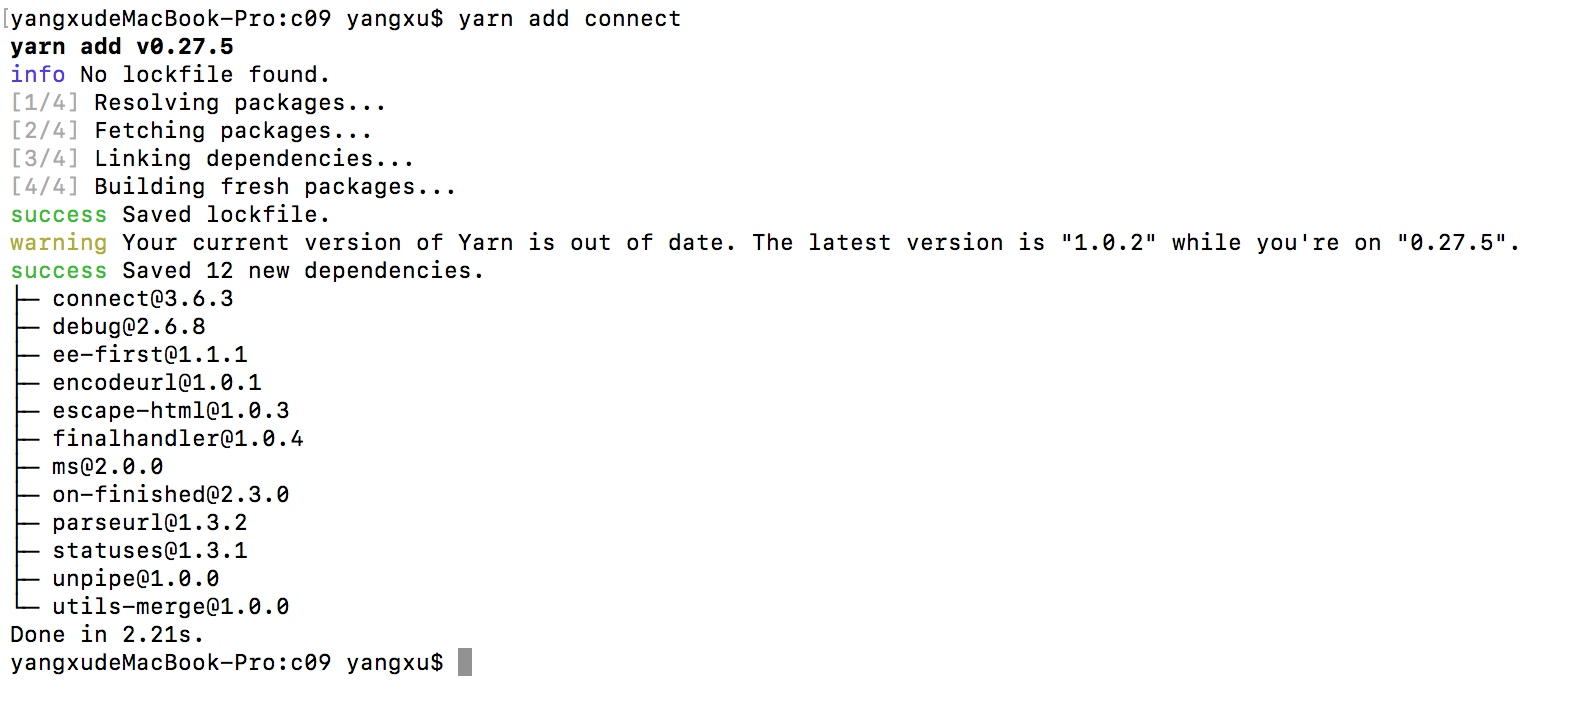 [yangxudeMacBook-Pro:c09 yangxu$ yarn add connect
yarn add v0.27.5
info No lockfile found.
[1/4] Resolving packages...
[2/4] Fetching packages...
[3/4] Linking dependencies...
[4/4] Building fresh packages...
success Saved lockfile.
warning Your current version of Yarn is out of date. The latest version is "1.0.2" while you're on "0.27.5".
success Saved 12 new dependencies.
├─ connect@3.6.3
├─ debug@2.6.8
├─ ee-first@1.1.1
├─ encodeurl@1.0.1
├─ escape-html@1.0.3
├─ finalhandler@1.0.4
├─ ms@2.0.0
├─ on-finished@2.3.0
├─ parseurl@1.3.2
├─ statuses@1.3.1
├─ unpipe@1.0.0
└─ utils-merge@1.0.0
Done in 2.21s.
yangxudeMacBook-Pro:c09 yangxu$